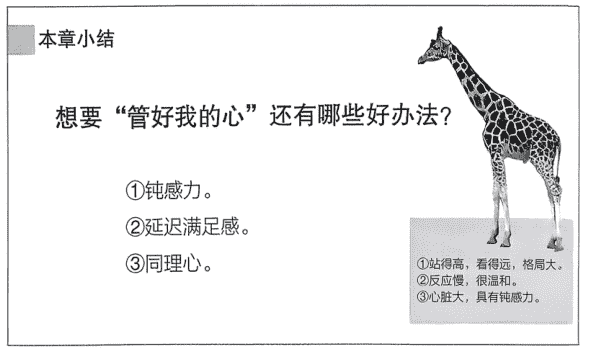 本章小结
想要“管好我的心”还有哪些好办法?
①钝感力。
②延迟满足感。
③同理心。
①站得高，看得远，格局大。
②反应慢，很温和。
③心脏大，具有钝感力。